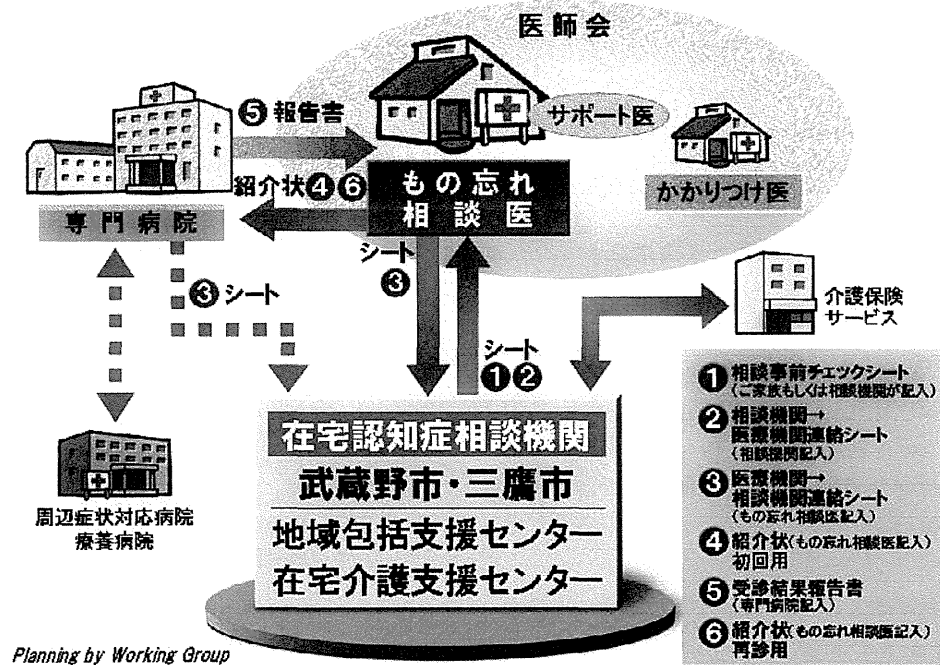 医師会
サポート医
⑤ 報告書
紹介状④⑥
もの忘れ
相談医
かかりつけ医
専門病院
シート
③
③シート
介護保険
サービス
シート
①②
在宅認知症相談機関
武蔵野市・三鷹市
地域包括支援センター
在宅介護支援センター
周辺症状対応病院
療養病院
①相談事前チェックシート
(ご家族もしくは相談機関が記入)
②相談機関→
医療機関連絡シート
(相談機関記入)
③医療機関→
相談機関連絡シート
(もの忘れ相談医記入)
④紹介状(もの忘れ相談医記入)
初回用
⑤受診結果報告書
(専門病院記入)
⑥紹介状(もの忘れ相談医記入)
再診用
Planning by Working Group